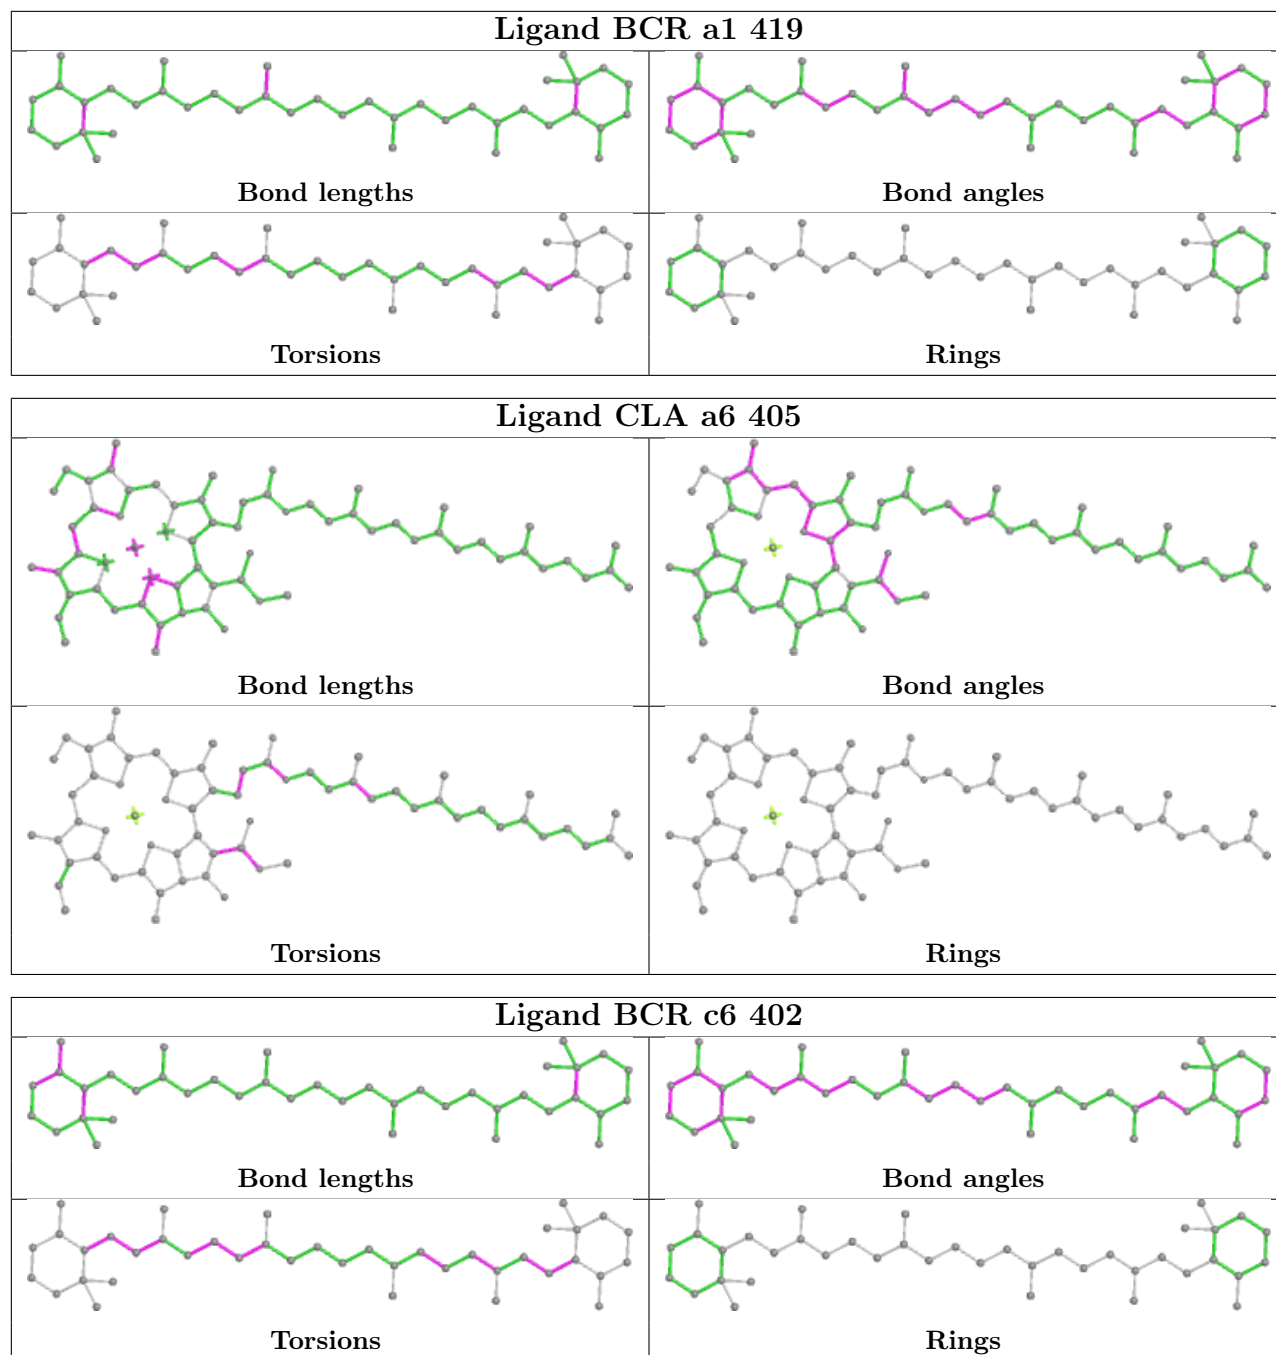 Ligand BCR a1 419
Bond lengths
Bond angles
Torsions
Rings
Ligand CLA a6 405
Bond lengths
Bond angles
Torsions
Rings
Ligand BCR c6 402
Bond lengths
Bond angles
Torsions
Rings